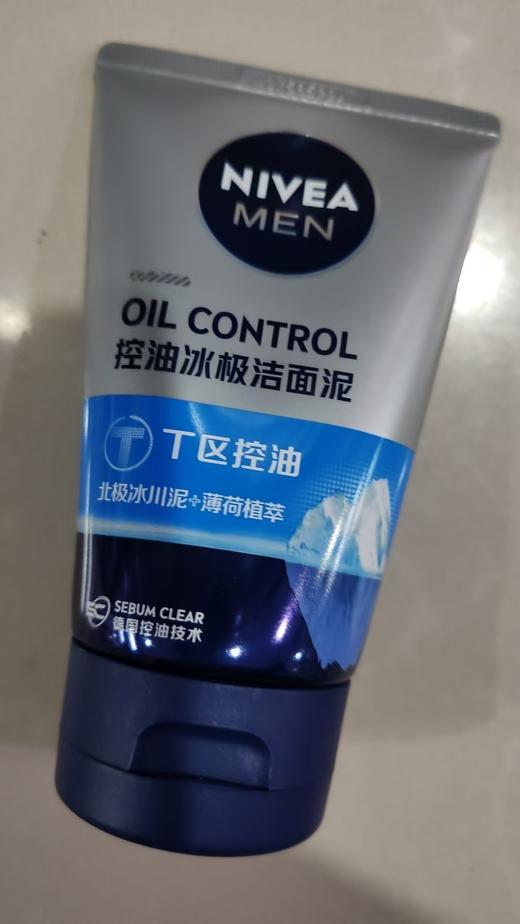 NIVEA
MEN
OIL CONTROL
控油冰极洁面泥
T T区控油
北极冰川泥+薄荷植萃
SC SEBUM CLEAR
德国控油技术